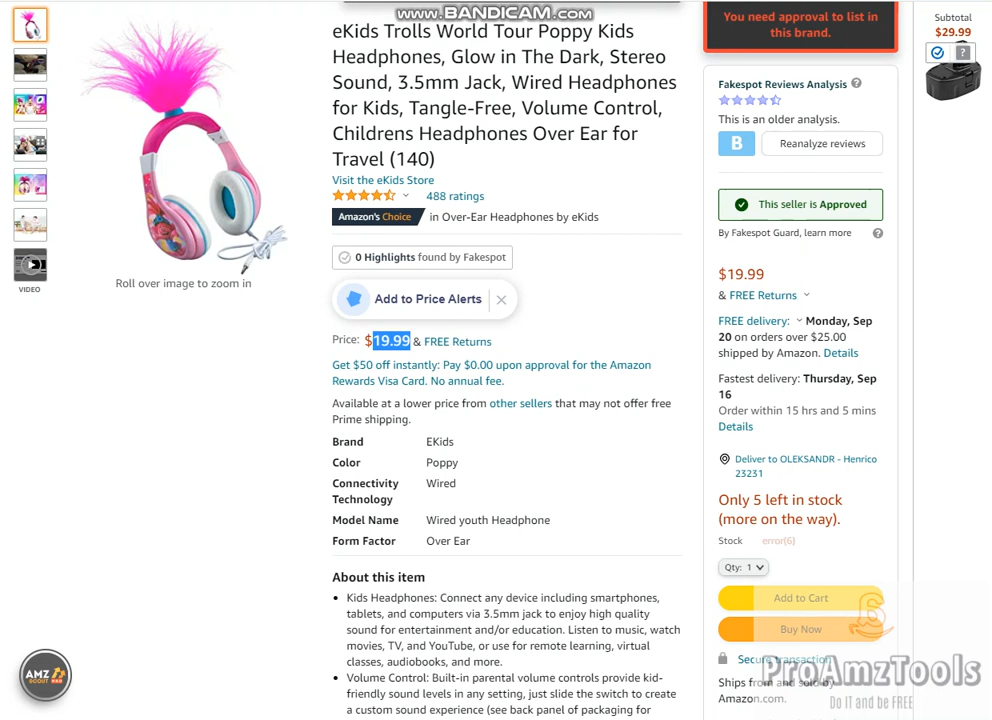 www.BANDICAM.com
eKids Trolls World Tour Poppy Kids
Headphones, Glow in The Dark, Stereo
Sound, 3.5mm Jack, Wired Headphones
for Kids, Tangle-Free, Volume Control,
Childrens Headphones Over Ear for
Travel (140)
Visit the eKids Store
488 ratings
Amazon's Choice in Over-Ear Headphones by eKids
0 Highlights found by Fakespot
Add to Price Alerts
Price: $19.99 & FREE Returns
Get $50 off instantly: Pay $0.00 upon approval for the Amazon
Rewards Visa Card. No annual fee.
Available at a lower price from other sellers that may not offer free
Prime shipping.
Brand EKids
Color Poppy
Connectivity Wired
Technology
Model Name Wired youth Headphone
Form Factor Over Ear
About this item
• Kids Headphones: Connect any device including smartphones,
tablets, and computers via 3.5mm jack to enjoy high quality
sound for entertainment and/or education. Listen to music, watch
movies, TV, and YouTube, or use for remote learning, virtual
classes, audiobooks, and more.
• Volume Control: Built-in parental volume controls provide kid-
friendly sound levels in any setting, just slide the switch to create
a custom sound experience (see back panel of packaging for
VIDEO
Roll over image to zoom in
AMZ
SCOUT PRO
You need approval to list in
this brand.
Fakespot Reviews Analysis ?
This is an older analysis.
B Reanalyze reviews
This seller is Approved
By Fakespot Guard, learn more ?
$19.99
& FREE Returns
FREE delivery: Monday, Sep
20 on orders over $25.00
shipped by Amazon. Details
Fastest delivery: Thursday, Sep
16
Order within 15 hrs and 5 mins
Details
Deliver to OLEKSANDR - Henrico
23231
Only 5 left in stock
(more on the way).
Stock error(6)
Qty: 1
Add to Cart
Buy Now
Secure transaction
Ships from and sold by
Amazon.com.
Subtotal
$29.99
?
ProAmzTools
Do IT and be FREE